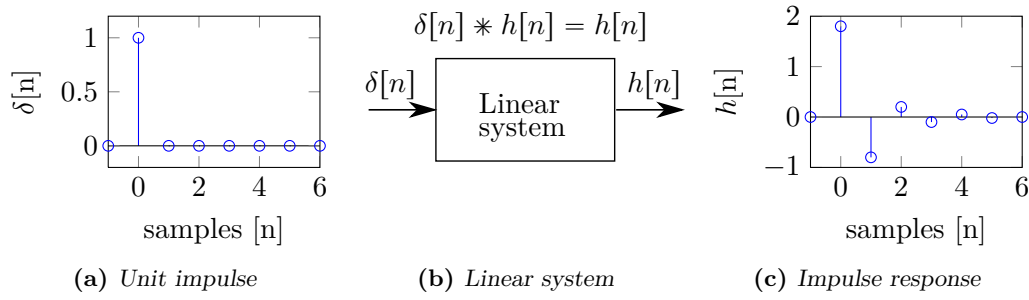 δ[n] ∗ h[n] = h[n]
1
0.5
0
δ[n]
0 2 4 6
samples [n]
(a) Unit impulse
δ[n]
Linear
system
h[n]
(b) Linear system
2
1
0
−1
h[n]
0 2 4 6
samples [n]
(c) Impulse response